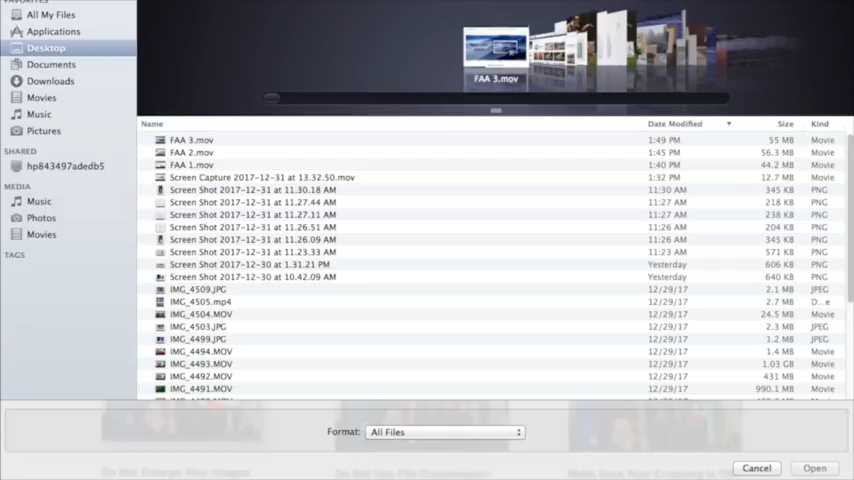 FAVORITES
All My Files
Applications
Desktop
Documents
Downloads
Movies
Music
Pictures
SHARED
hp843497adedb5
MEDIA
Music
Photos
Movies
TAGS
FAA 3.mov
Name Date Modified Size Kind
FAA 3.mov 1:49 PM 55 MB Movie
FAA 2.mov 1:45 PM 56.3 MB Movie
FAA 1.mov 1:40 PM 44.2 MB Movie
Screen Capture 2017-12-31 at 13.32.50.mov 1:32 PM 12.7 MB Movie
Screen Shot 2017-12-31 at 11.30.18 AM 11:30 AM 345 KB PNG
Screen Shot 2017-12-31 at 11.27.44 AM 11:27 AM 218 KB PNG
Screen Shot 2017-12-31 at 11.27.11 AM 11:27 AM 238 KB PNG
Screen Shot 2017-12-31 at 11.26.51 AM 11:26 AM 204 KB PNG
Screen Shot 2017-12-31 at 11.26.09 AM 11:26 AM 345 KB PNG
Screen Shot 2017-12-31 at 11.23.33 AM 11:23 AM 571 KB PNG
Screen Shot 2017-12-30 at 1.31.21 PM Yesterday 606 KB PNG
Screen Shot 2017-12-30 at 10.42.09 AM Yesterday 640 KB PNG
IMG_4509.JPG 12/29/17 2.1 MB JPEG
IMG_4505.mp4 12/29/17 2.7 MB D...e
IMG_4504.MOV 12/29/17 24.5 MB Movie
IMG_4503.JPG 12/29/17 2.3 MB JPEG
IMG_4499.JPG 12/29/17 1.2 MB JPEG
IMG_4494.MOV 12/29/17 1.4 MB Movie
IMG_4493.MOV 12/29/17 1.03 GB Movie
IMG_4492.MOV 12/29/17 431 MB Movie
IMG_4491.MOV 12/29/17 990.1 MB Movie
Format: All Files
Do Not Enlarge Your Images Do Not Use File Compression
Cancel Open